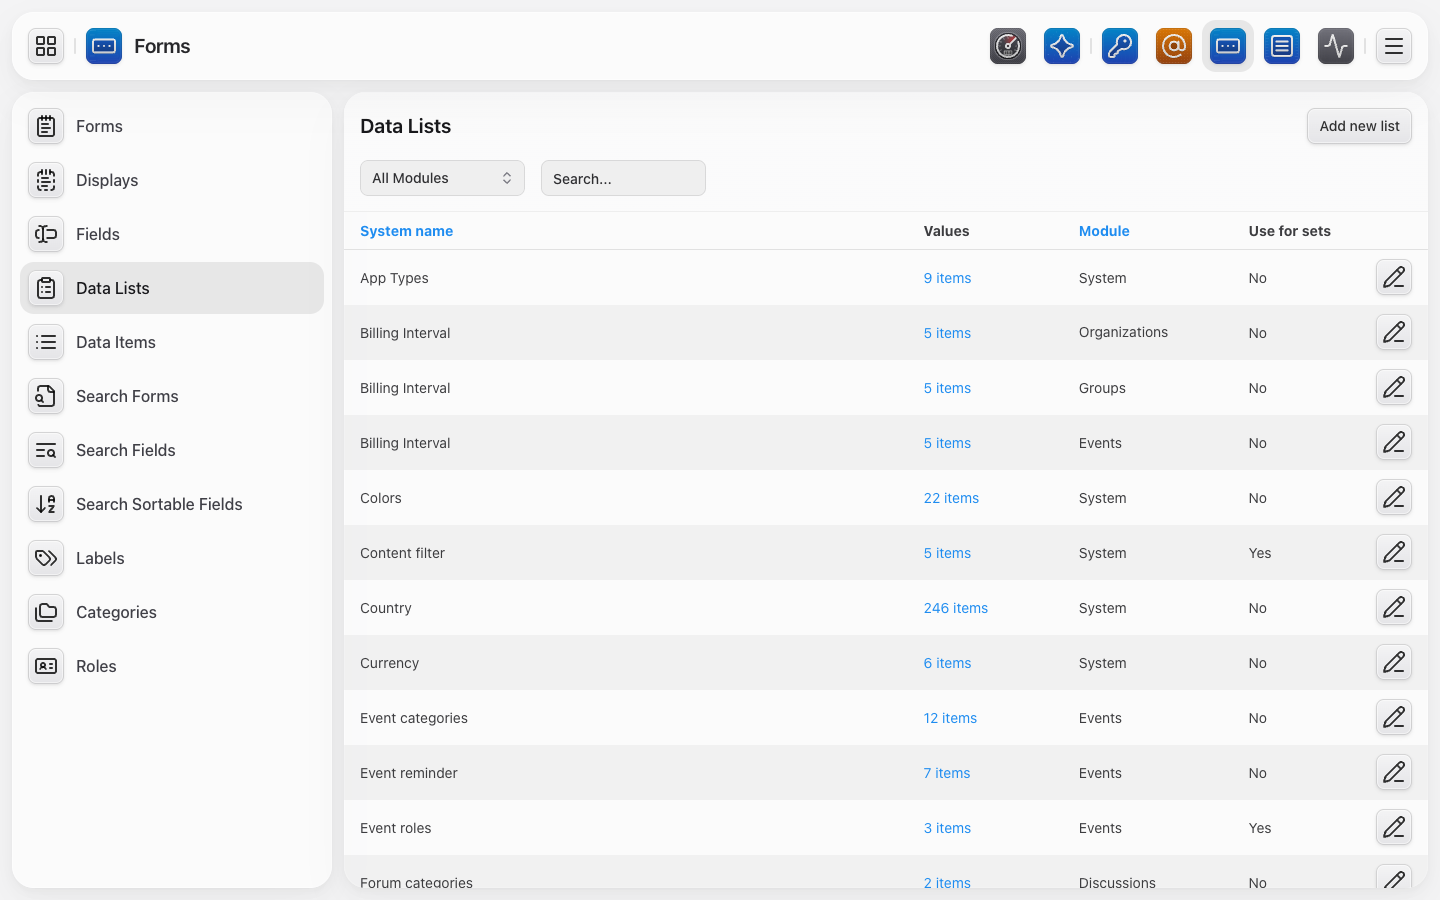 Forms
Forms
Displays
Fields
Data Lists
Data Items
Search Forms
Search Fields
Search Sortable Fields
Labels
Categories
Roles
Data Lists
Add new list
All Modules
Search...
System name Values Module Use for sets
App Types 9 items System No
Billing Interval 5 items Organizations No
Billing Interval 5 items Groups No
Billing Interval 5 items Events No
Colors 22 items System No
Content filter 5 items System Yes
Country 246 items System No
Currency 6 items System No
Event categories 12 items Events No
Event reminder 7 items Events No
Event roles 3 items Events Yes
Forum categories 2 items Discussions No